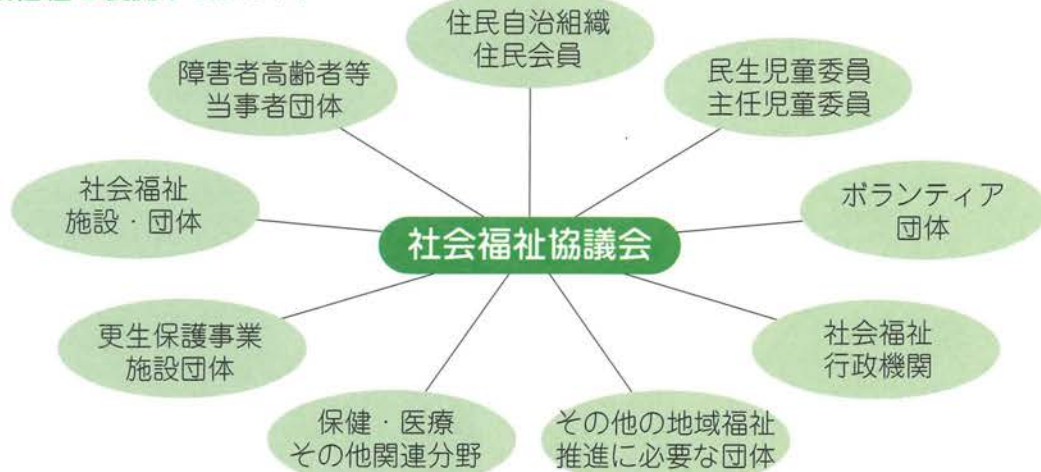 住民自治組織
住民会員
民生児童委員
主任児童委員
ボランティア
団体
社会福祉
行政機関
その他の地域福祉
推進に必要な団体
保健・医療
その他関連分野
更生保護事業
施設団体
社会福祉
施設・団体
障害者高齢者等
当事者団体
社会福祉協議会